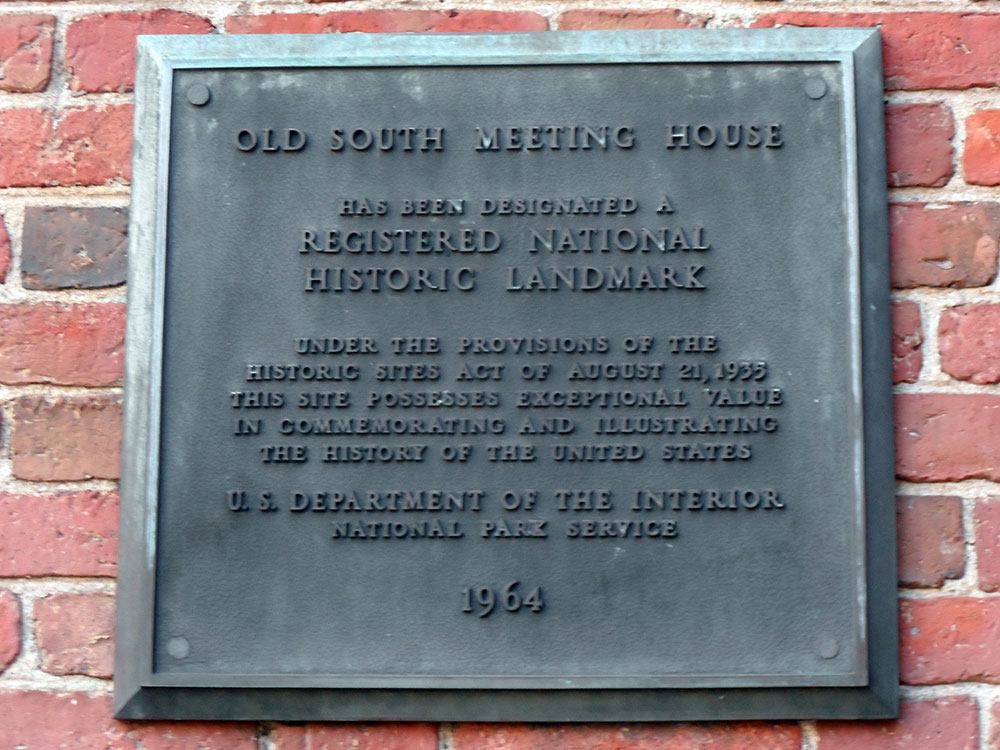 OLD SOUTH MEETING HOUSE
HAS BEEN DESIGNATED A
REGISTERED NATIONAL
HISTORIC LANDMARK
UNDER THE PROVISIONS OF THE
HISTORIC SITES ACT OF AUGUST 21, 1935
THIS SITE POSSESSES EXCEPTIONAL VALUE
IN COMMEMORATING AND ILLUSTRATING
THE HISTORY OF THE UNITED STATES
U. S. DEPARTMENT OF THE INTERIOR
NATIONAL PARK SERVICE
1964